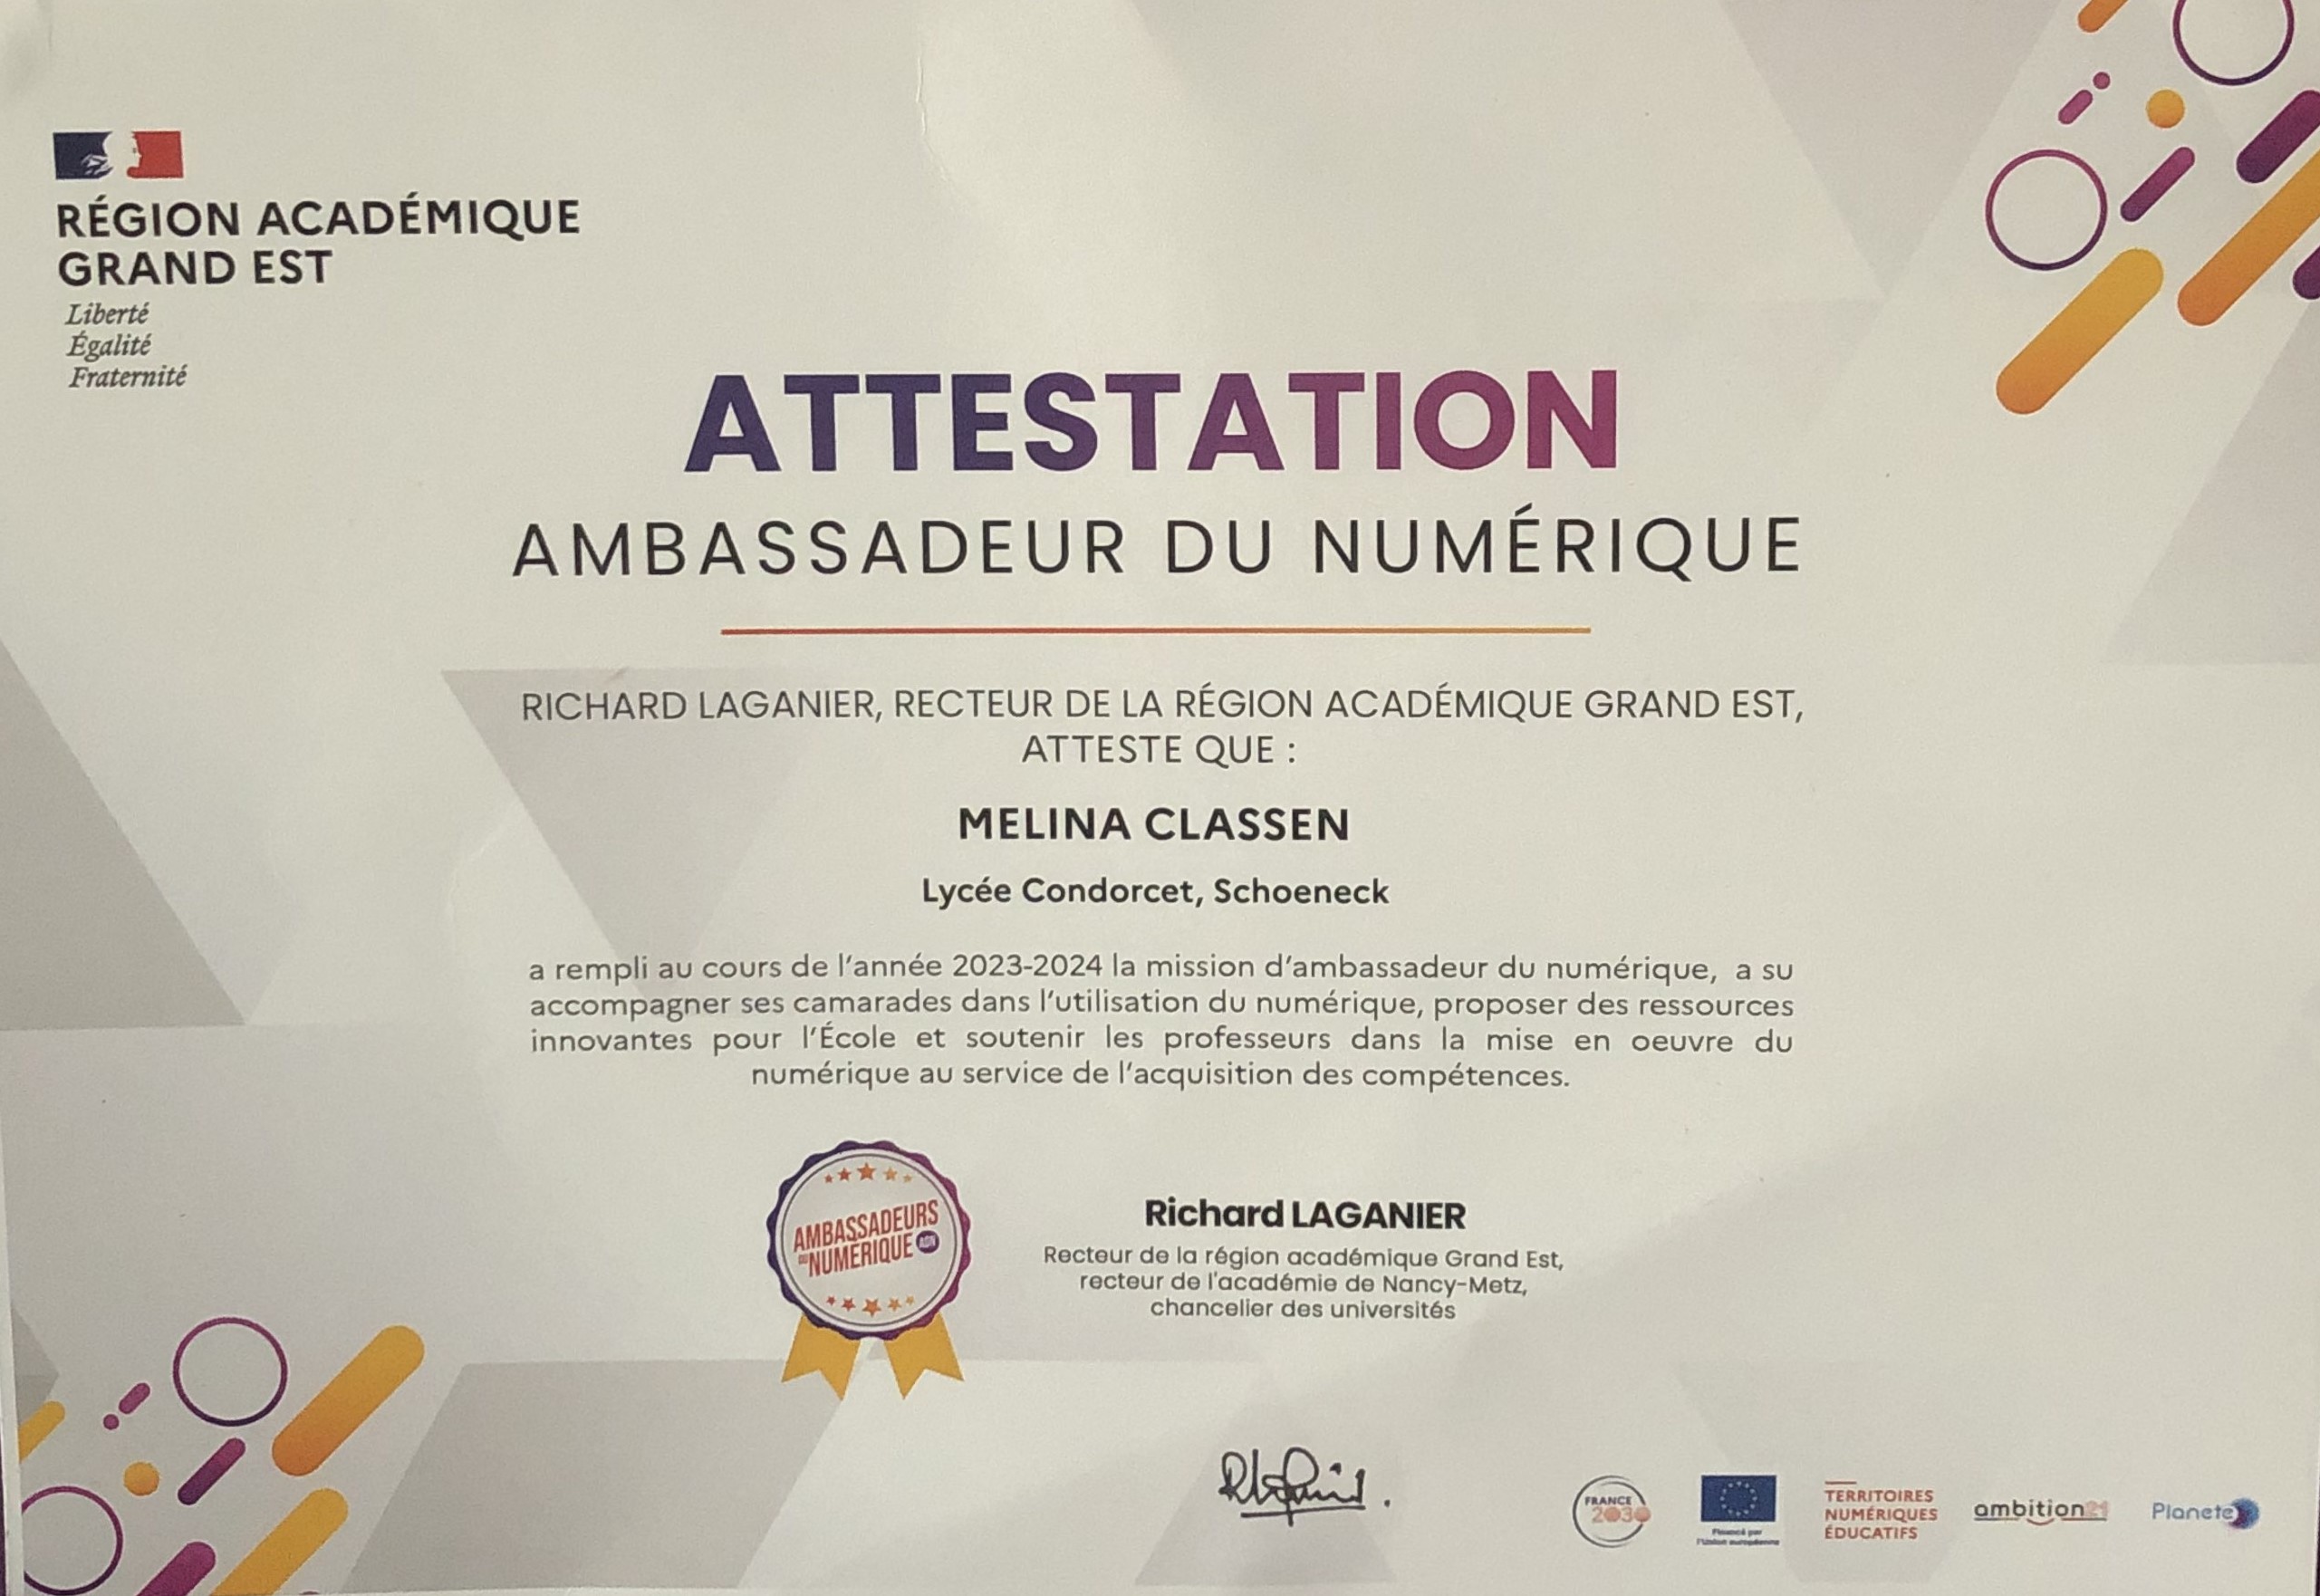 RÉGION ACADÉMIQUE
GRAND EST
Liberté
Égalité
Fraternité
ATTESTATION
AMBASSADEUR DU NUMÉRIQUE
RICHARD LAGANIER, RECTEUR DE LA RÉGION ACADÉMIQUE GRAND EST,
ATTESTE QUE :
MELINA CLASSEN
Lycée Condorcet, Schoeneck
a rempli au cours de l'année 2023-2024 la mission d'ambassadeur du numérique, a su
accompagner ses camarades dans l'utilisation du numérique, proposer des ressources
innovantes pour l'École et soutenir les professeurs dans la mise en oeuvre du
numérique au service de l'acquisition des compétences.
AMBASSADEURS
DU NUMÉRIQUE ADN
Richard LAGANIER
Recteur de la région académique Grand Est,
recteur de l'académie de Nancy-Metz,
chancelier des universités
FRANCE
2030
Financé par
l'Union européenne
TERRITOIRES
NUMÉRIQUES
ÉDUCATIFS
ambition21
Planete